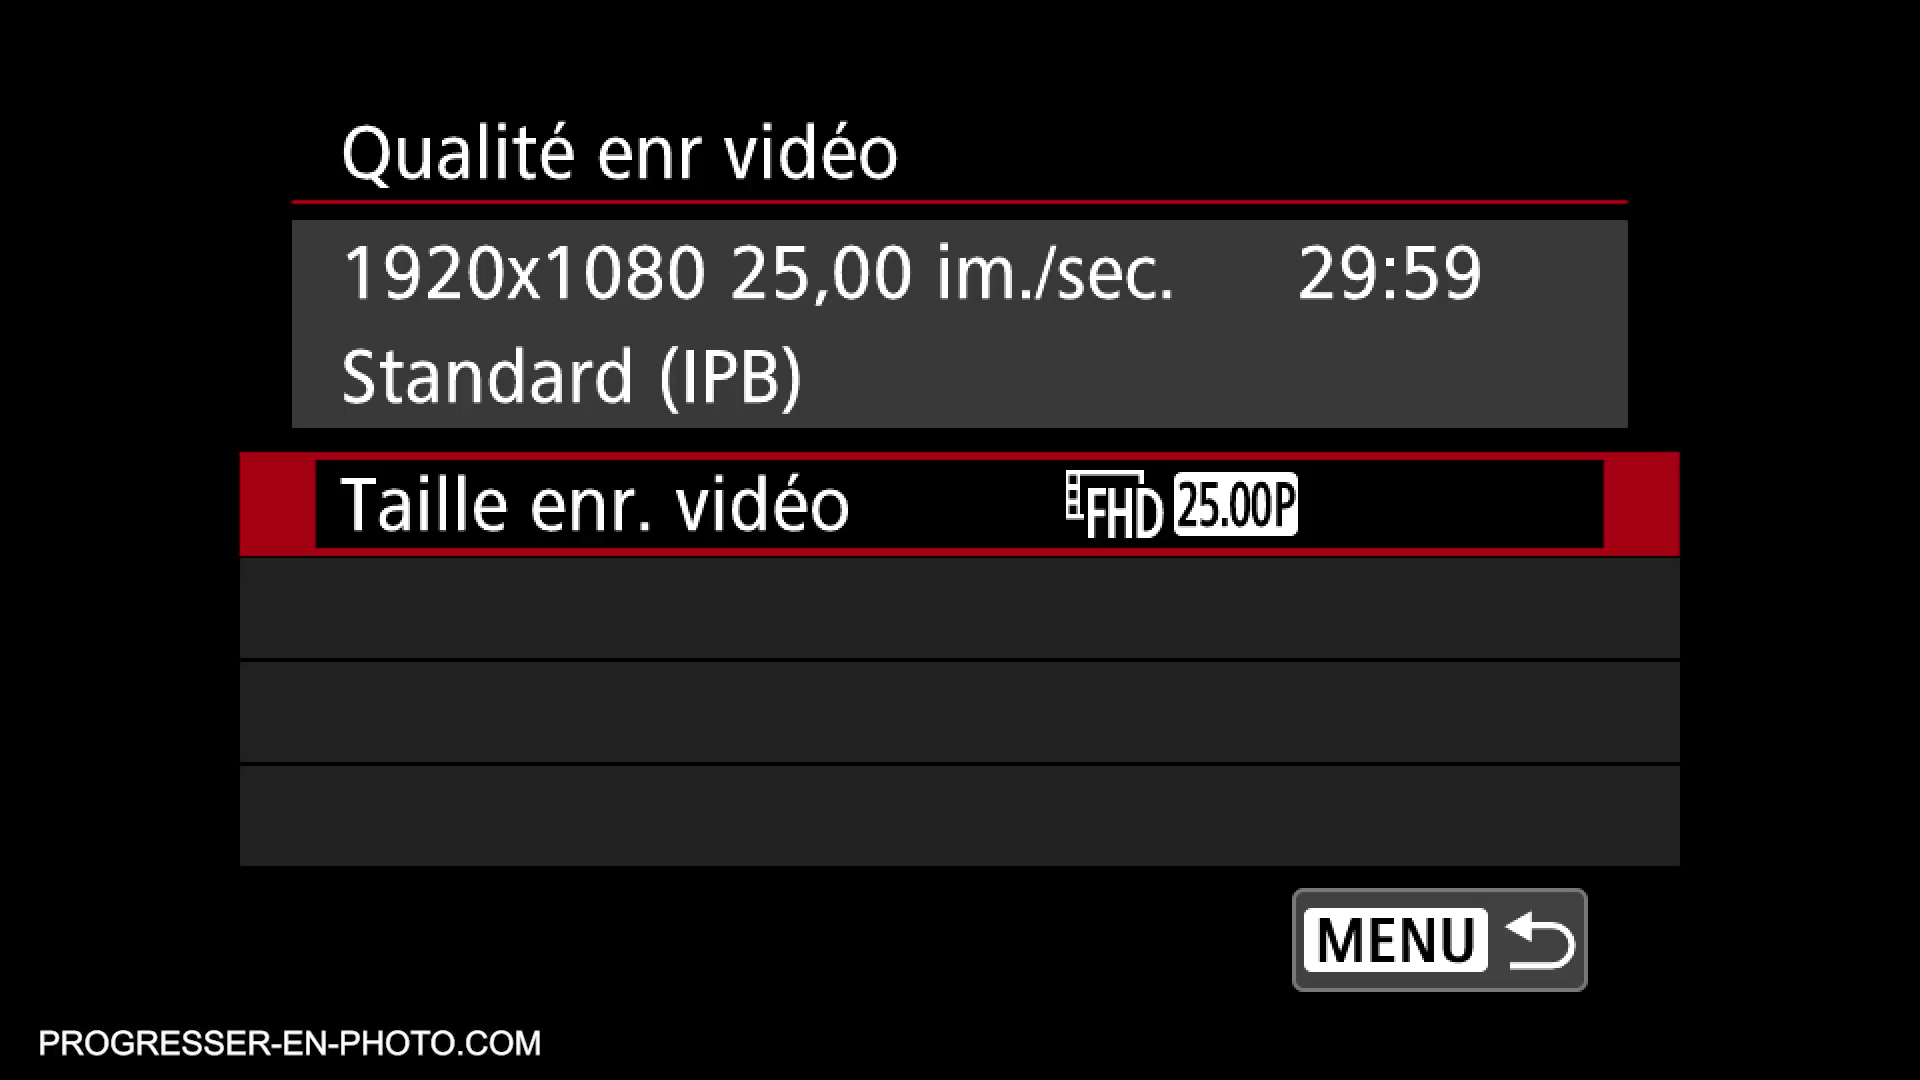 Qualité enr vidéo
1920x1080 25,00 im./sec. 29:59
Standard (IPB)
Taille enr. vidéo FHD 25.00P
MENU
PROGRESSER-EN-PHOTO.COM